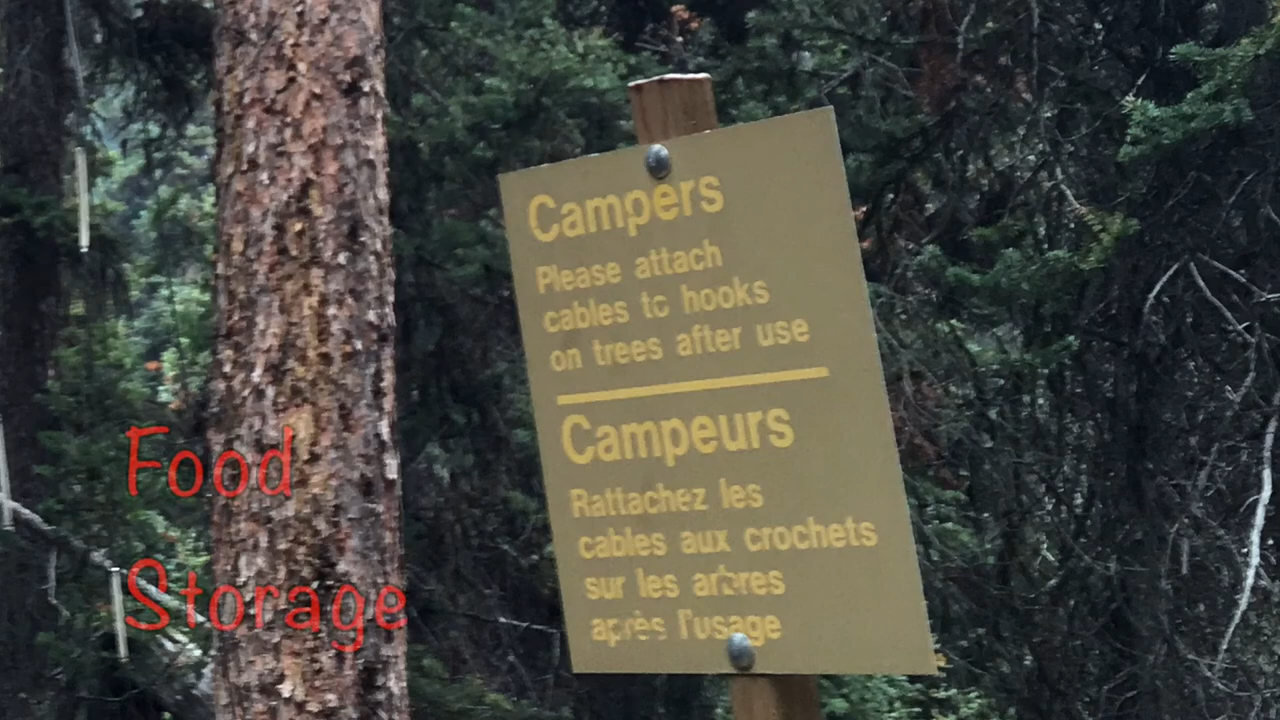 Campers
Please attach
cables to hooks
on trees after use
Campeurs
Rattachez les
cables aux crochets
sur les arbres
après l'usage
Food
Storage